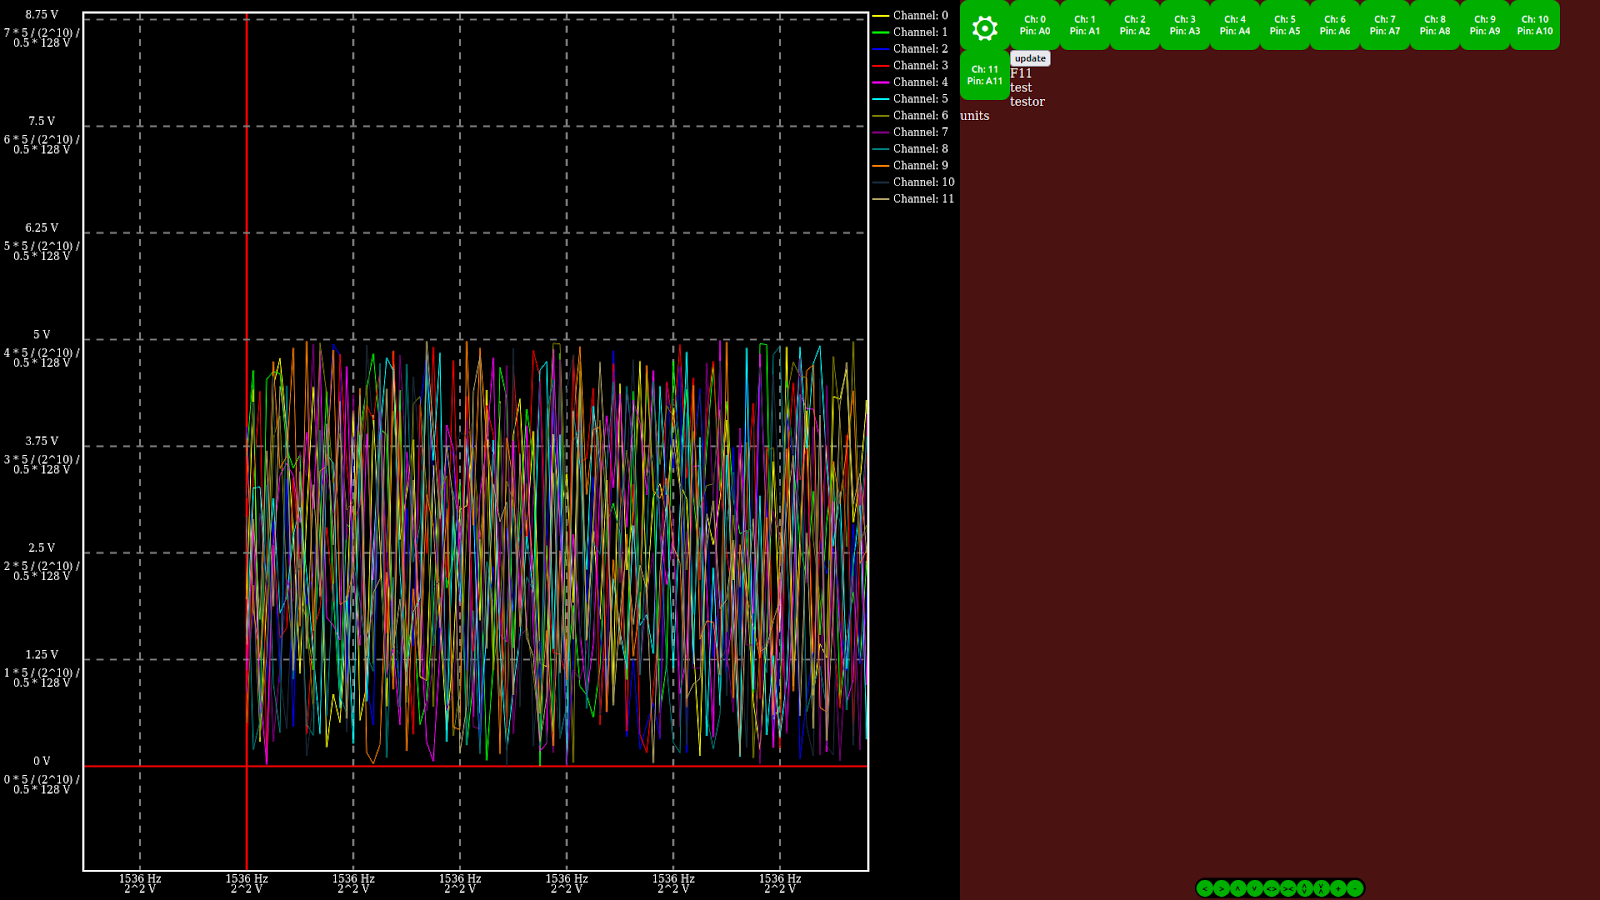 8.75 V
7 * 5 / (2^10) /
0.5 * 128 V
7.5 V
6 * 5 / (2^10) /
0.5 * 128 V
6.25 V
5 * 5 / (2^10) /
0.5 * 128 V
5 V
4 * 5 / (2^10) /
0.5 * 128 V
3.75 V
3 * 5 / (2^10) /
0.5 * 128 V
2.5 V
2 * 5 / (2^10) /
0.5 * 128 V
1.25 V
1 * 5 / (2^10) /
0.5 * 128 V
0 V
0 * 5 / (2^10) /
0.5 * 128 V
1536 Hz
2^2 V
1536 Hz
2^2 V
1536 Hz
2^2 V
1536 Hz
2^2 V
1536 Hz
2^2 V
1536 Hz
2^2 V
1536 Hz
2^2 V
Channel: 0
Channel: 1
Channel: 2
Channel: 3
Channel: 4
Channel: 5
Channel: 6
Channel: 7
Channel: 8
Channel: 9
Channel: 10
Channel: 11
Ch: 0
Pin: A0
Ch: 1
Pin: A1
Ch: 2
Pin: A2
Ch: 3
Pin: A3
Ch: 4
Pin: A4
Ch: 5
Pin: A5
Ch: 6
Pin: A6
Ch: 7
Pin: A7
Ch: 8
Pin: A8
Ch: 9
Pin: A9
Ch: 10
Pin: A10
Ch: 11
Pin: A11
update
F11
test
testor
units